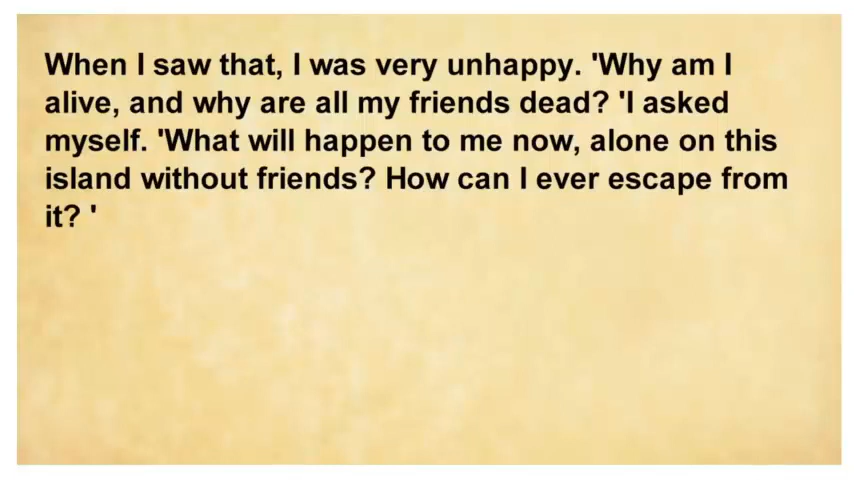 When I saw that, I was very unhappy. 'Why am I
alive, and why are all my friends dead? 'I asked
myself. 'What will happen to me now, alone on this
island without friends? How can I ever escape from
it? '